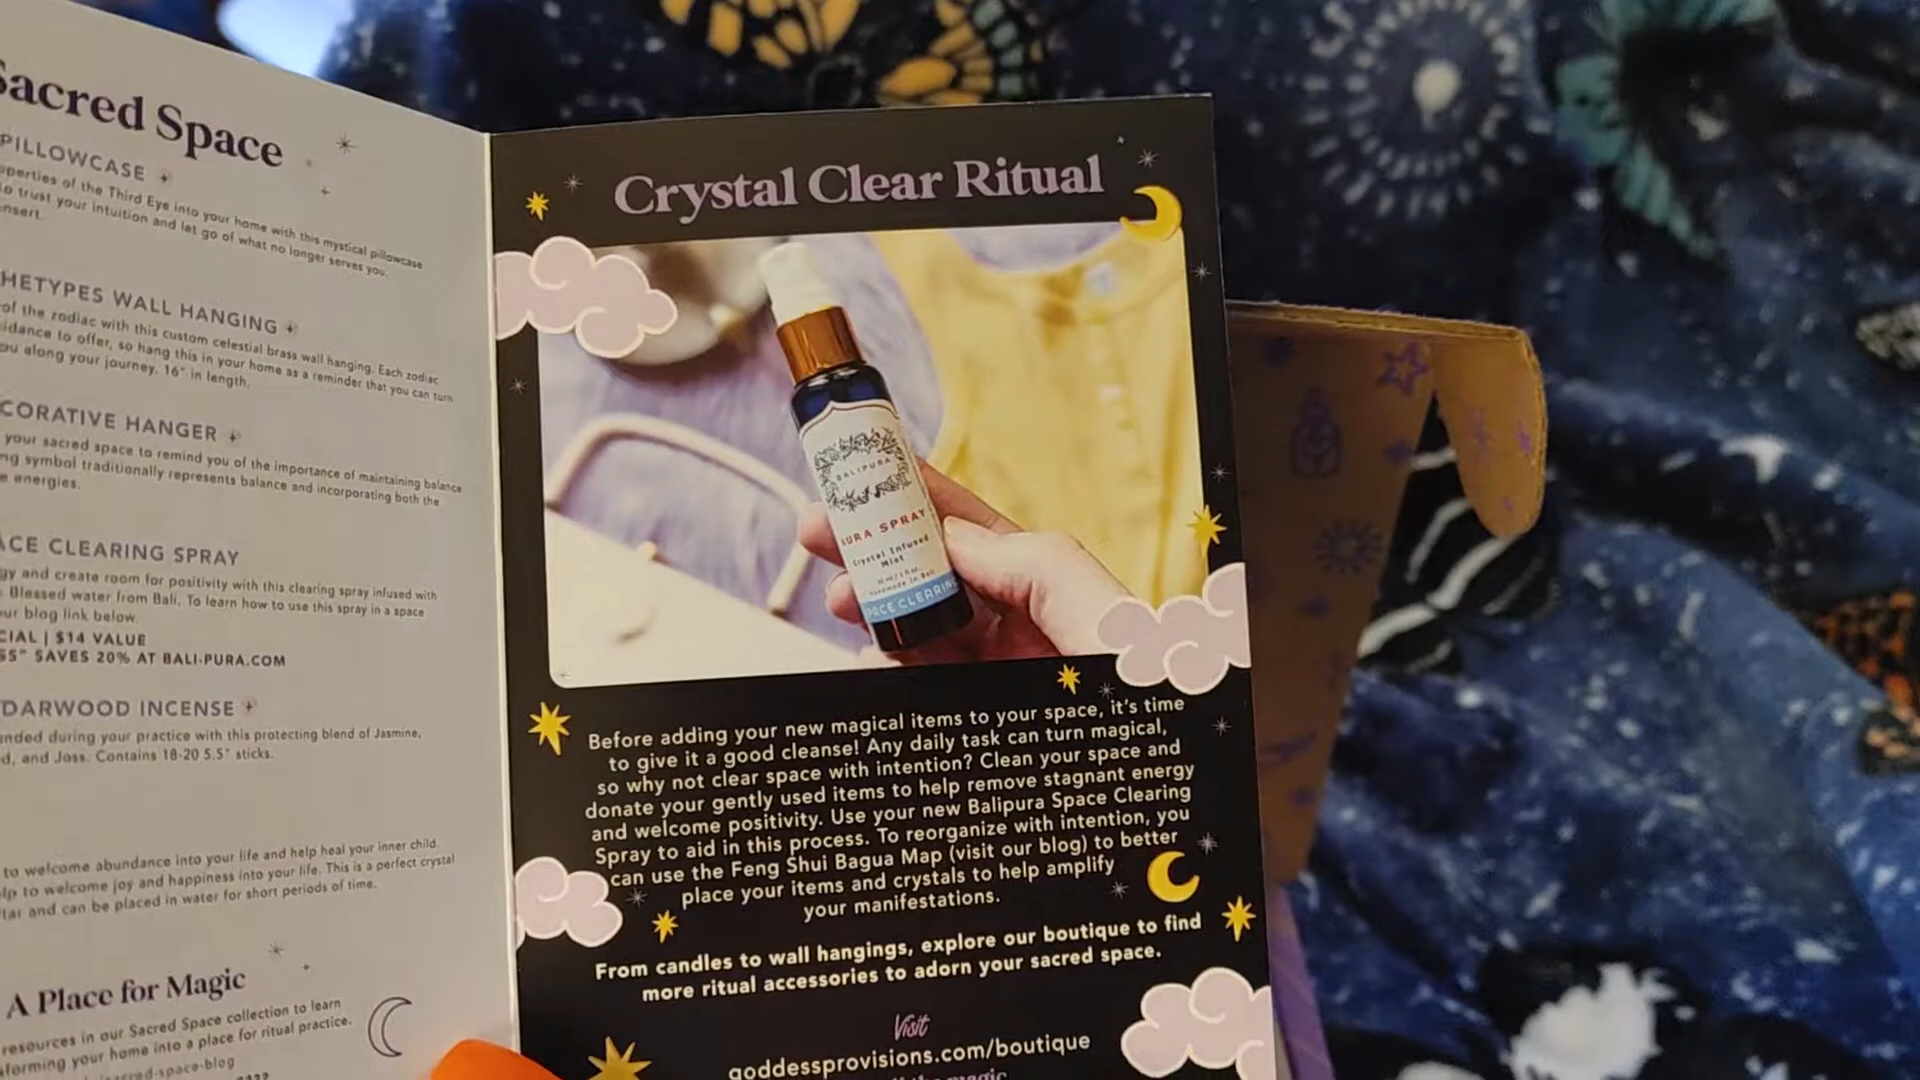 Sacred Space
PILLOWCASE
perties of the Third Eye into your home with this mystical pillowcase
o trust your intuition and let go of what no longer serves you.
nsert.
HETYPES WALL HANGING
of the zodiac with this custom celestial brass wall hanging. Each zodiac
idance to offer, so hang this in your home as a reminder that you can turn
ou along your journey. 16" in length.
CORATIVE HANGER
your sacred space to remind you of the importance of maintaining balance
ng symbol traditionally represents balance and incorporating both the
e energies.
ACE CLEARING SPRAY
gy and create room for positivity with this clearing spray infused with
Blessed water from Bali. To learn how to use this spray in a space
our blog link below.
CIAL | $14 VALUE
55" SAVES 20% AT BALI-PURA.COM
DARWOOD INCENSE
unded during your practice with this protecting blend of Jasmine,
d, and Joss. Contains 18-20 5.5" sticks.
to welcome abundance into your life and help heal your inner child.
lp to welcome joy and happiness into your life. This is a perfect crystal
tar and can be placed in water for short periods of time.
A Place for Magic
resources in our Sacred Space collection to learn
sforming your home into a place for ritual practice.
sacred-space-blog
Crystal Clear Ritual
BALIPURA
AURA SPRAY
Crystal Infused
Mist
Handmade in Bali
SPACE CLEARING
Before adding your new magical items to your space, it's time
to give it a good cleanse! Any daily task can turn magical,
so why not clear space with intention? Clean your space and
donate your gently used items to help remove stagnant energy
and welcome positivity. Use your new Balipura Space Clearing
Spray to aid in this process. To reorganize with intention, you
can use the Feng Shui Bagua Map (visit our blog) to better
place your items and crystals to help amplify
your manifestations.
From candles to wall hangings, explore our boutique to find
more ritual accessories to adorn your sacred space.
Visit
goddessprovisions.com/boutique
the magic